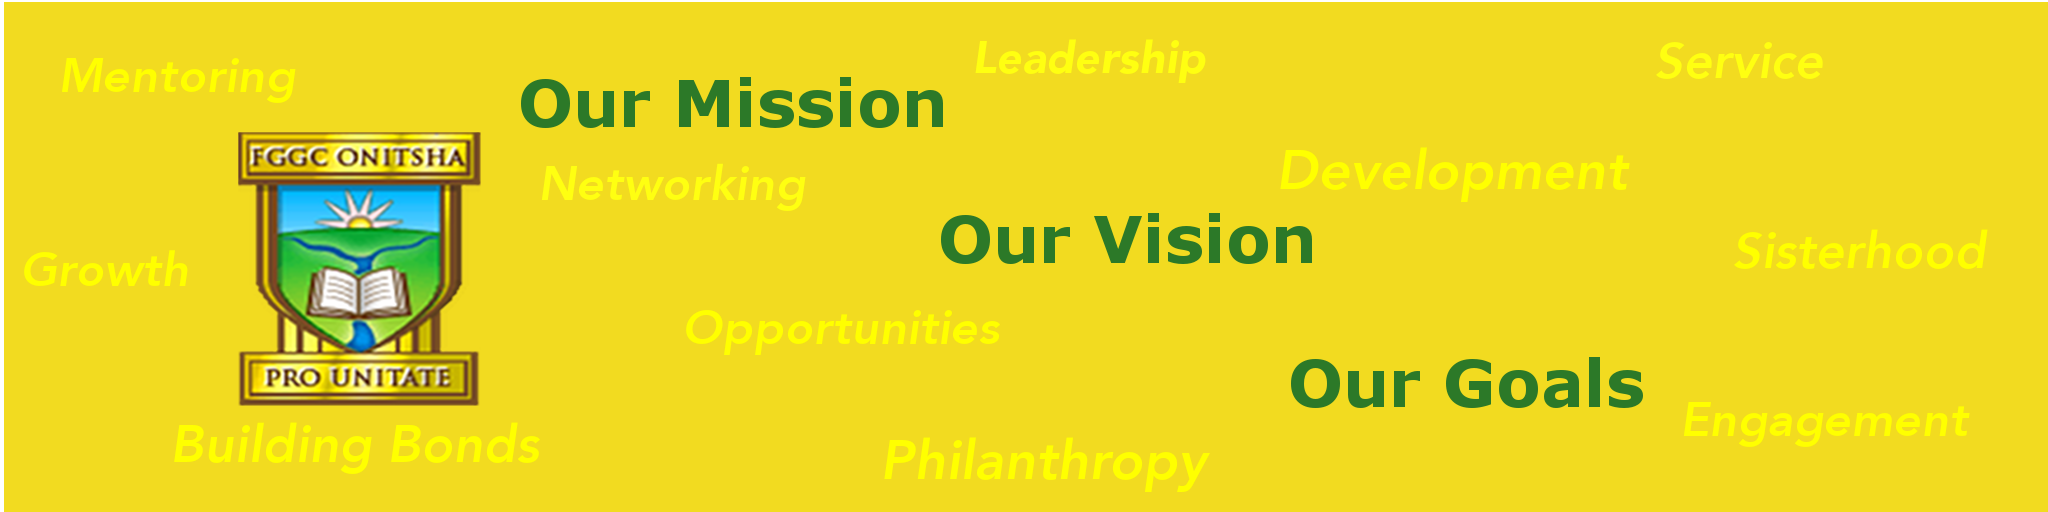 Leadership
Service
Mentoring
Our Mission
FGGC ONITSHA
Networking
Development
Our Vision
Sisterhood
Growth
Opportunities
PRO UNITATE
Our Goals
Engagement
Building Bonds
Philanthropy